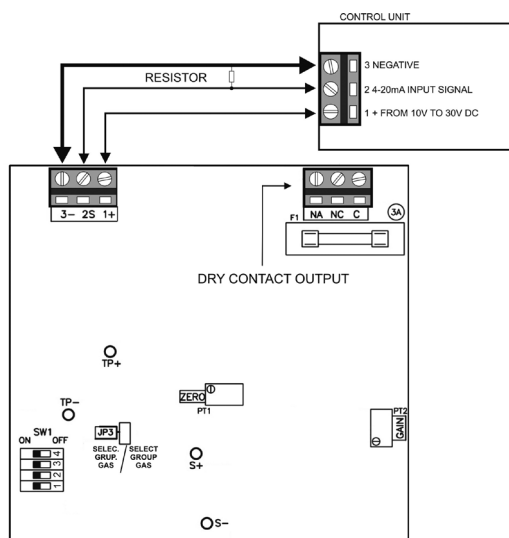 CONTROL UNIT
3 NEGATIVE
RESISTOR
2 4-20mA INPUT SIGNAL
1 + FROM 10V TO 30V DC
3- 2S 1+
NA NC C
F1
3A
DRY CONTACT OUTPUT
TP+
ZERO
PT1
TP-
PT2
GAIN
SW1
ON OFF
JP3
SELEC.
GRUP.
GAS
SELECT
GROUP
GAS
4
3
2
1
S+
S-